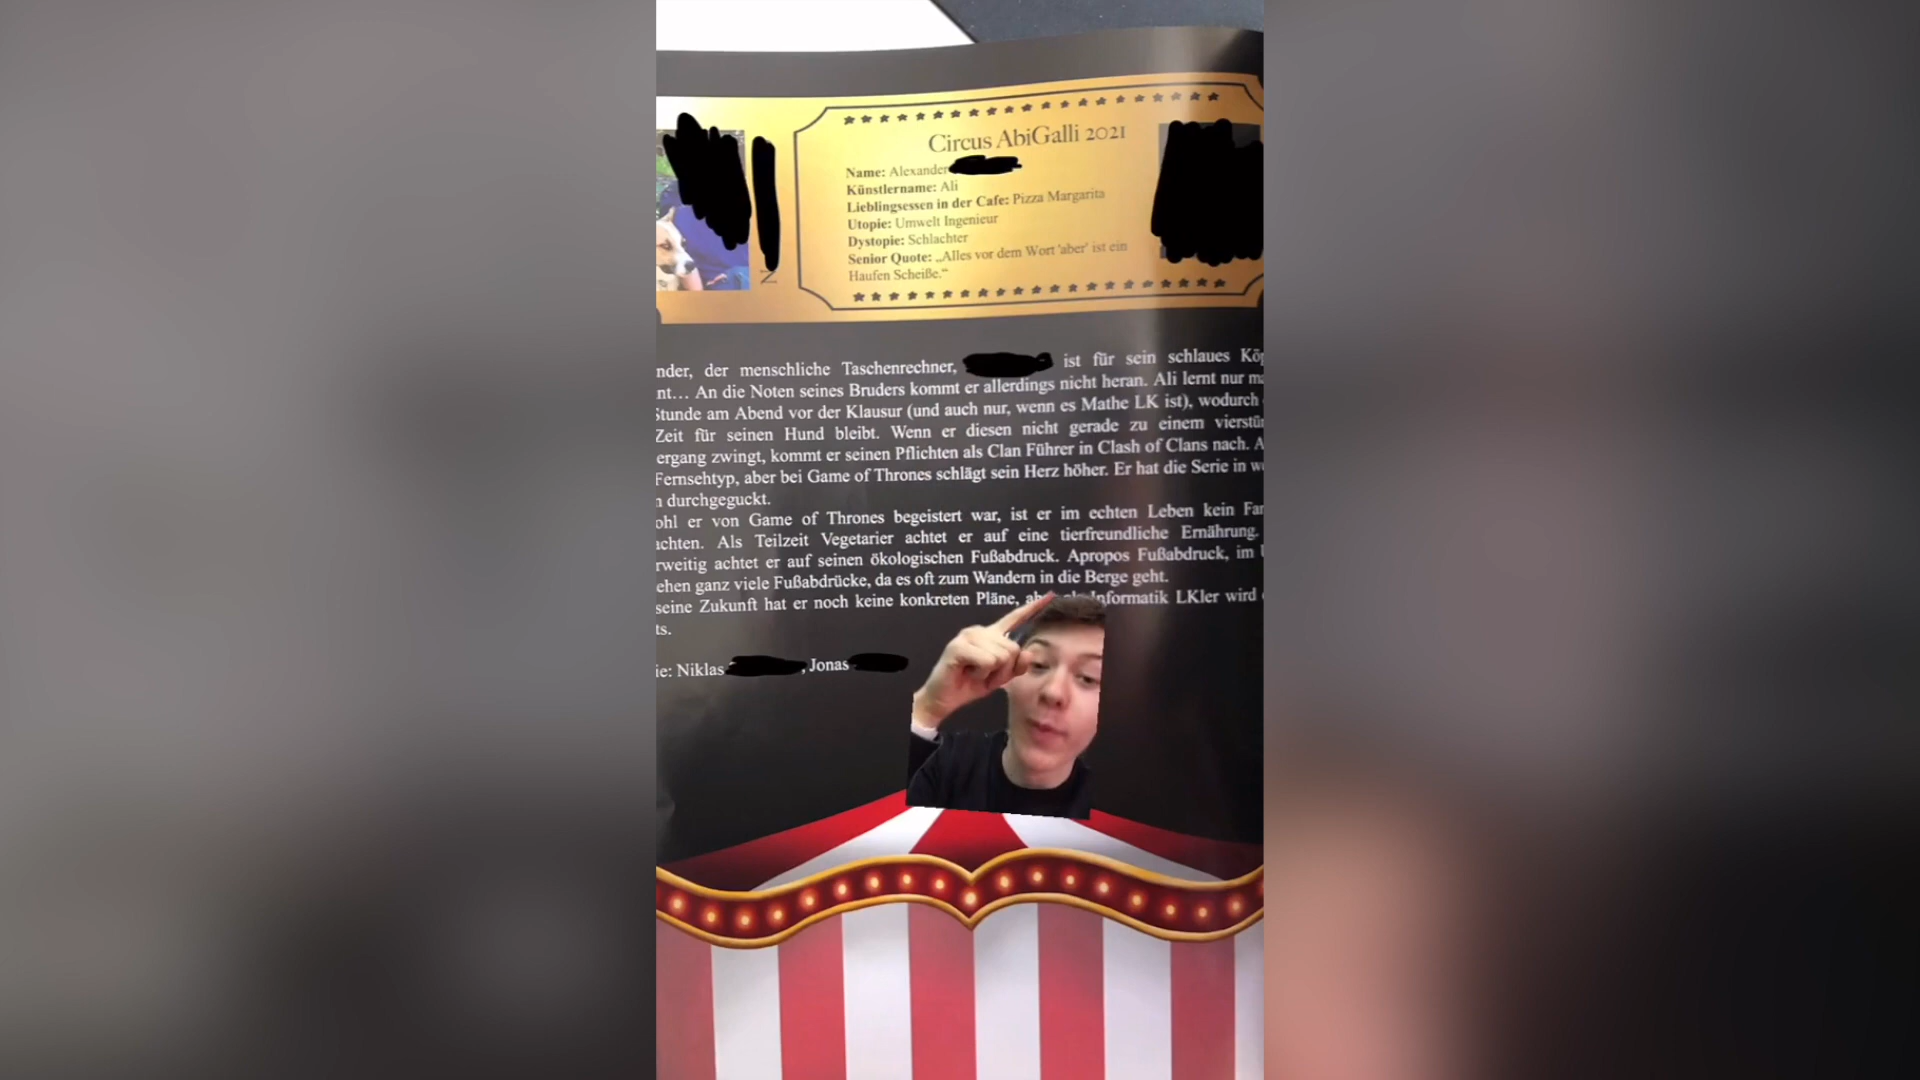 Circus AbiGalli 2021
Name: Alexander
Künstlername: Ali
Lieblingsessen in der Cafe: Pizza Margarita
Utopie: Umwelt Ingenieur
Dystopie: Schlachter
Senior Quote: „Alles vor dem Wort 'aber' ist ein
Haufen Scheiße.“
N
nder, der menschliche Taschenrechner, ist für sein schlaues Kö
nt… An die Noten seines Bruders kommt er allerdings nicht heran. Ali lernt nur ma
Stunde am Abend vor der Klausur (und auch nur, wenn es Mathe LK ist), wodurch
Zeit für seinen Hund bleibt. Wenn er diesen nicht gerade zu einem vierstün
ergang zwingt, kommt er seinen Pflichten als Clan Führer in Clash of Clans nach. A
Fernsehtyp, aber bei Game of Thrones schlägt sein Herz höher. Er hat die Serie in w
n durchgeguckt.
ohl er von Game of Thrones begeistert war, ist er im echten Leben kein Fan
achten. Als Teilzeit Vegetarier achtet er auf eine tierfreundliche Ernährung.
rweitig achtet er auf seinen ökologischen Fußabdruck. Apropos Fußabdruck, im
ehen ganz viele Fußabdrücke, da es oft zum Wandern in die Berge geht.
seine Zukunft hat er noch keine konkreten Pläne, Informatik LKler wird
ts.
ie: Niklas , Jonas